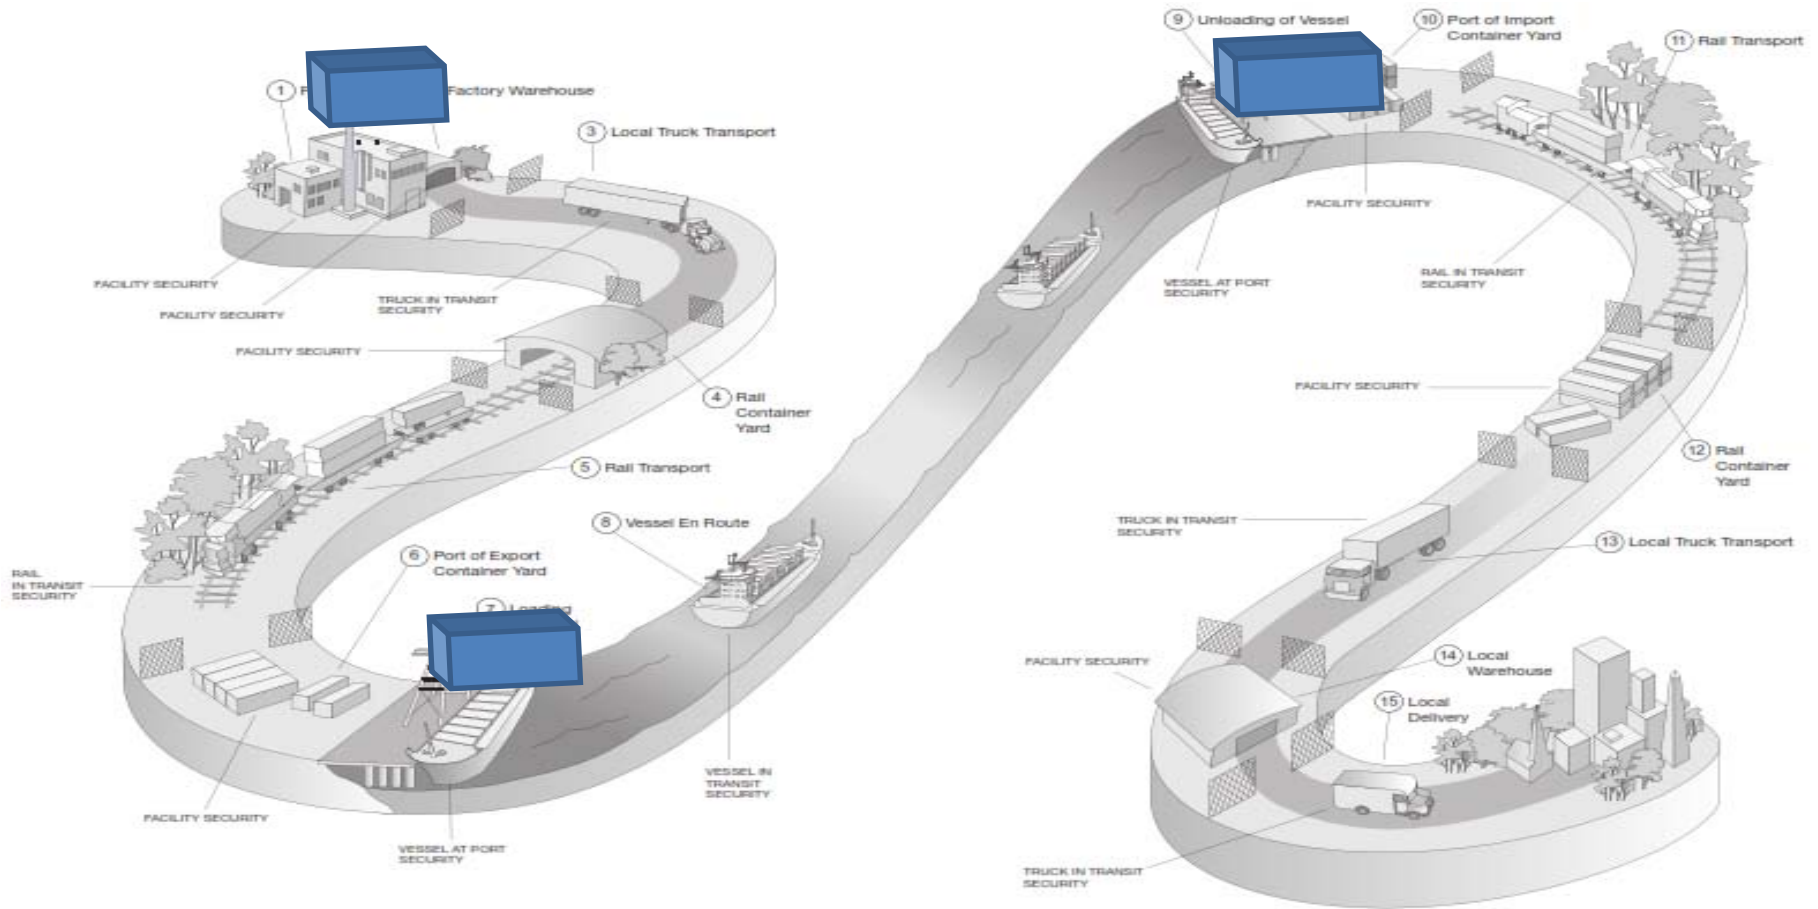 1
Factory Warehouse
3 Local Truck Transport
FACILITY SECURITY
FACILITY SECURITY
TRUCK IN TRANSIT
SECURITY
FACILITY SECURITY
4 Rail
Container
Yard
5 Rail Transport
RAIL
IN TRANSIT
SECURITY
6 Port of Export
Container Yard
7 Loading
FACILITY SECURITY
VESSEL AT PORT
SECURITY
8 Vessel En Route
VESSEL IN
TRANSIT
SECURITY
9 Unloading of Vessel
10 Port of Import
Container Yard
11 Rail Transport
FACILITY SECURITY
VESSEL AT PORT
SECURITY
RAIL IN TRANSIT
SECURITY
FACILITY SECURITY
12 Rail
Container
Yard
TRUCK IN TRANSIT
SECURITY
13 Local Truck Transport
FACILITY SECURITY
14 Local
Warehouse
15 Local
Delivery
TRUCK IN TRANSIT
SECURITY